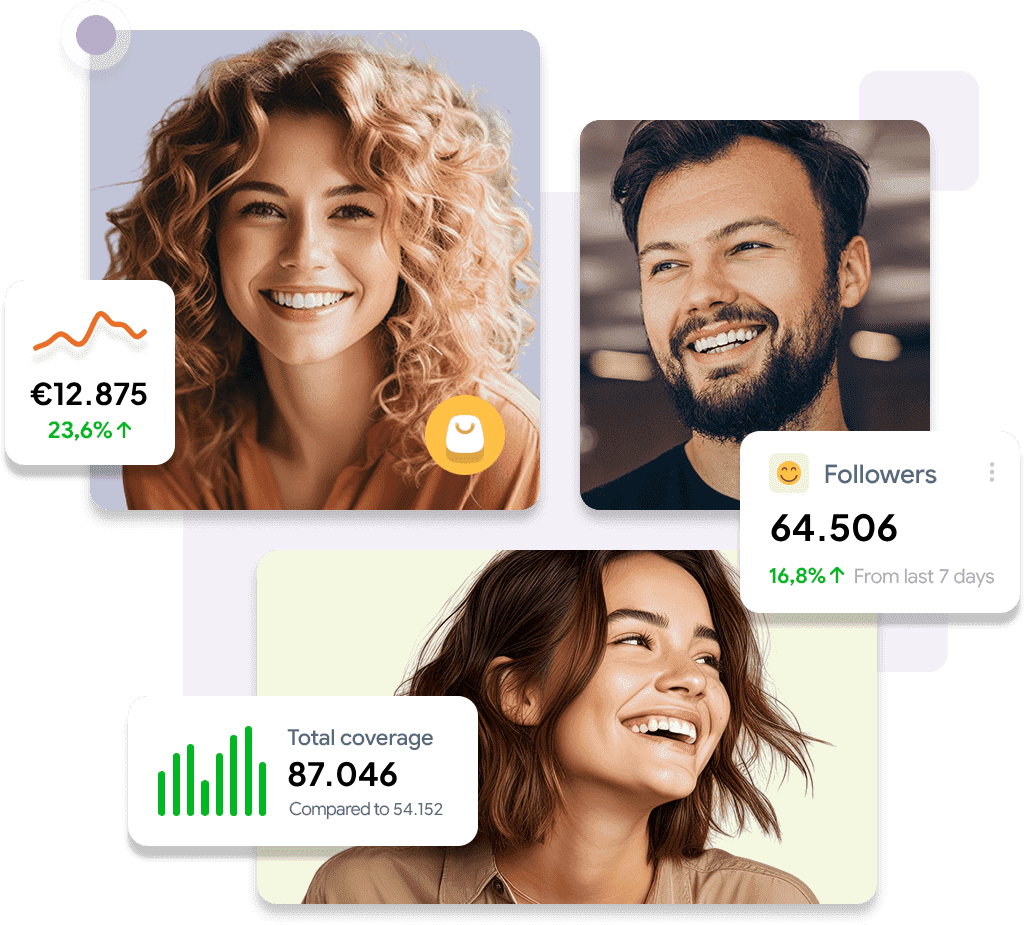 €12.875
23,6%↑
Followers
64.506
16,8%↑ From last 7 days
Total coverage
87.046
Compared to 54.152